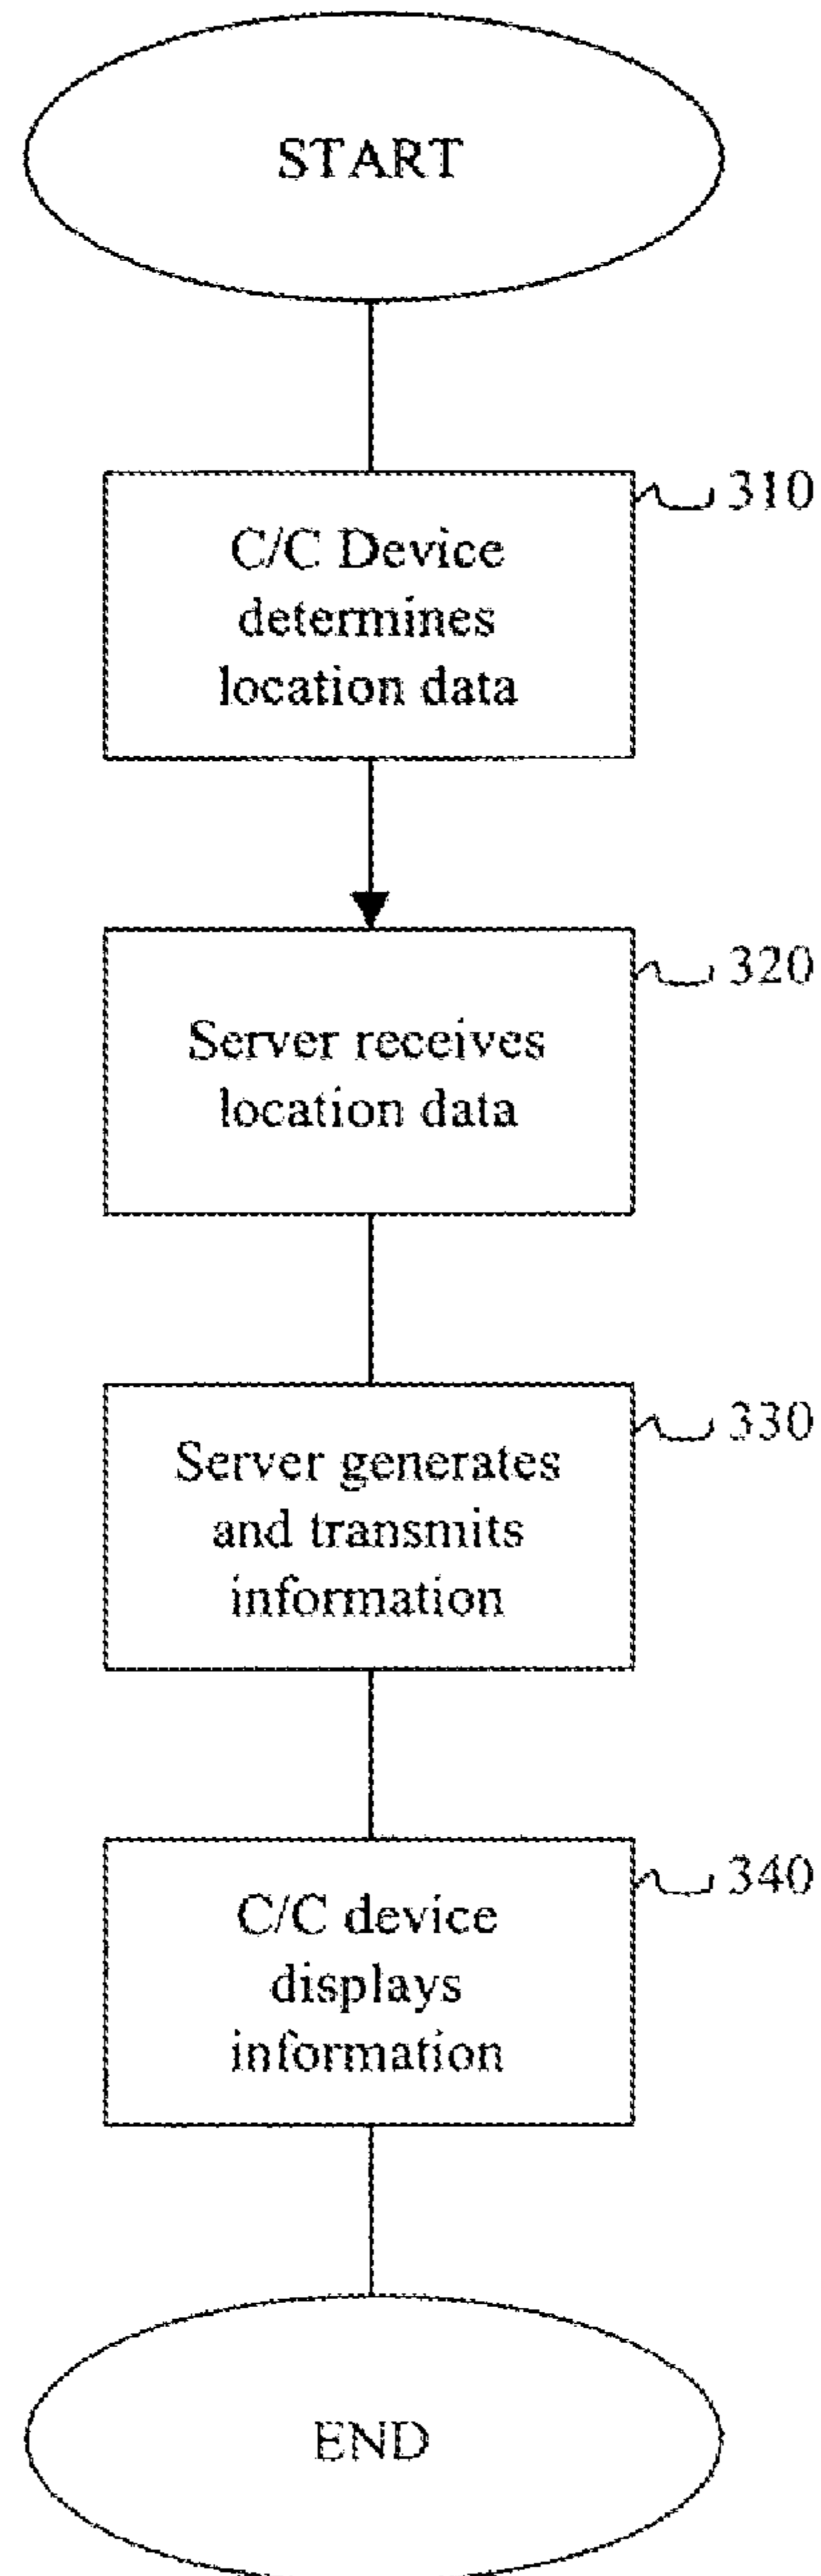 START
310
C/C Device
determines
location data
320
Server receives
location data
330
Server generates
and transmits
information
340
C/C device
displays
information
END